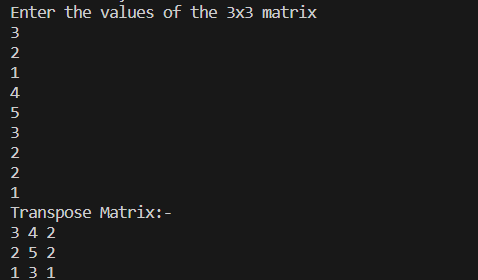 Enter the values of the 3x3 matrix
3
2
1
4
5
3
2
2
1
Transpose Matrix:-
3 4 2
2 5 2
1 3 1